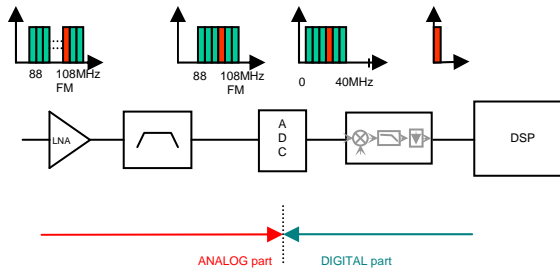 88 108MHz
FM
88 108MHz
FM
0 40MHz
LNA
A
D
C
DSP
ANALOG part
DIGITAL part